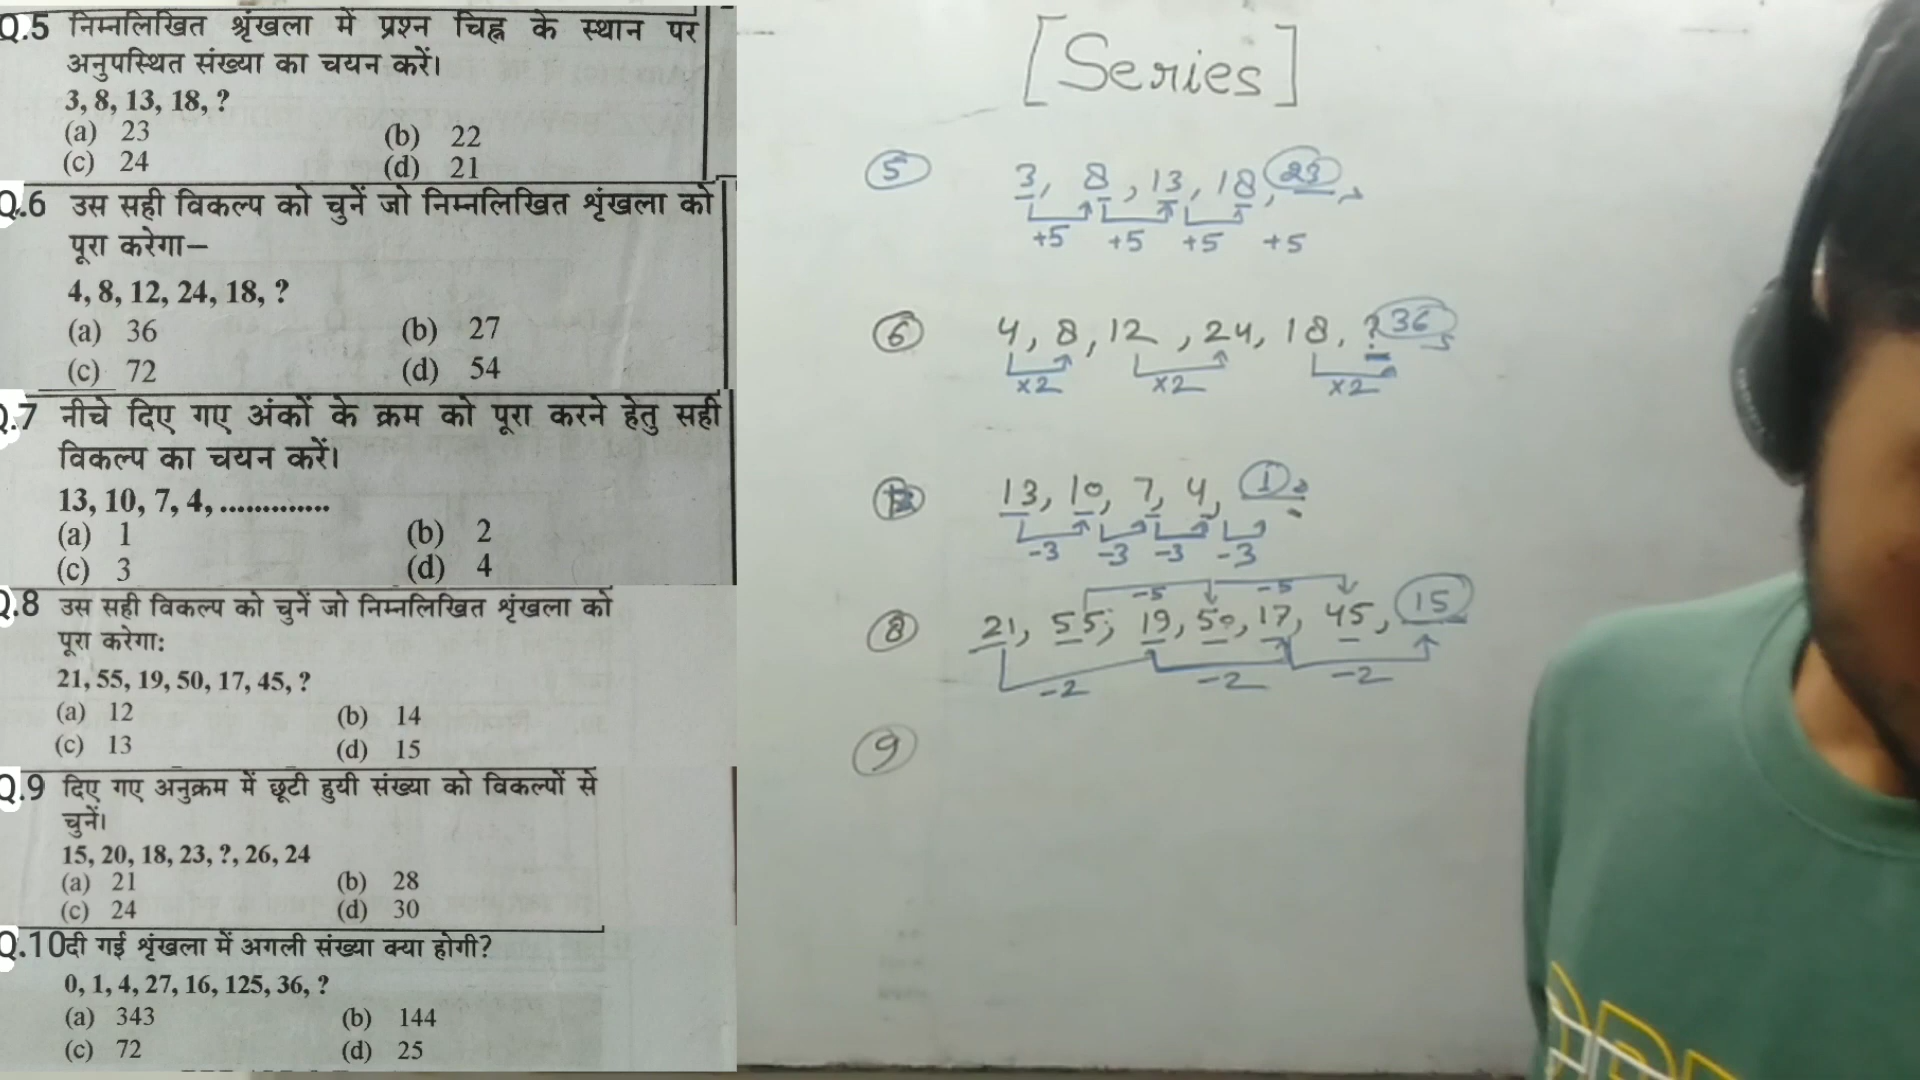 Q.5 निम्नलिखित श्रृंखला में प्रश्न चिह्न के स्थान पर
अनुपस्थित संख्या का चयन करें।
3, 8, 13, 18, ?
(a) 23 (b) 22
(c) 24 (d) 21
Q.6 उस सही विकल्प को चुनें जो निम्नलिखित शृंखला को
पूरा करेगा–
4, 8, 12, 24, 18, ?
(a) 36 (b) 27
(c) 72 (d) 54
Q.7 नीचे दिए गए अंकों के क्रम को पूरा करने हेतु सही
विकल्प का चयन करें।
13, 10, 7, 4, .............
(a) 1 (b) 2
(c) 3 (d) 4
Q.8 उस सही विकल्प को चुनें जो निम्नलिखित शृंखला को
पूरा करेगा:
21, 55, 19, 50, 17, 45, ?
(a) 12 (b) 14
(c) 13 (d) 15
Q.9 दिए गए अनुक्रम में छूटी हुयी संख्या को विकल्पों से
चुनें।
15, 20, 18, 23, ?, 26, 24
(a) 21 (b) 28
(c) 24 (d) 30
Q.10 दी गई शृंखला में अगली संख्या क्या होगी?
0, 1, 4, 27, 16, 125, 36, ?
(a) 343 (b) 144
(c) 72 (d) 25
[Series]
5 3, 8, 13, 18, 23
+5 +5 +5 +5
6 4, 8, 12, 24, 18, ? 36
×2 ×2 ×2
13, 10, 7, 4, 1
-3 -3 -3 -3
-5 -5
8 21, 55, 19, 50, 17, 45, 15
-2 -2 -2
9